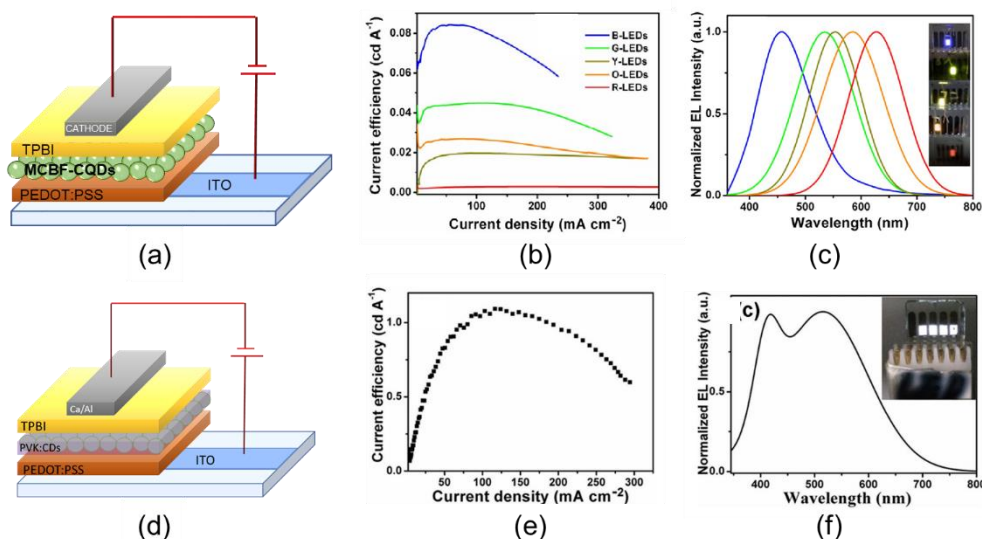 CATHODE
TPBI
MCBF-CQDs
PEDOT:PSS
ITO
(a)
Current efficiency (cd A⁻¹)
0.08
0.06
0.04
0.02
0.00
B-LEDs
G-LEDs
Y-LEDs
O-LEDs
R-LEDs
100 200 300 400
Current density (mA cm⁻²)
(b)
Normalized EL Intensity (a.u.)
1.0
0.5
0.0
400 500 600 700 800
Wavelength (nm)
(c)
Ca/Al
TPBI
PVK:CDs
PEDOT:PSS
ITO
(d)
Current efficiency (cd A⁻¹)
1.0
0.5
0.0
50 100 150 200 250 300
Current density (mA cm⁻²)
(e)
(c)
Normalized EL Intensity (a.u.)
0.5
20.0
400 500 600 700 800
Wavelength (nm)
(f)